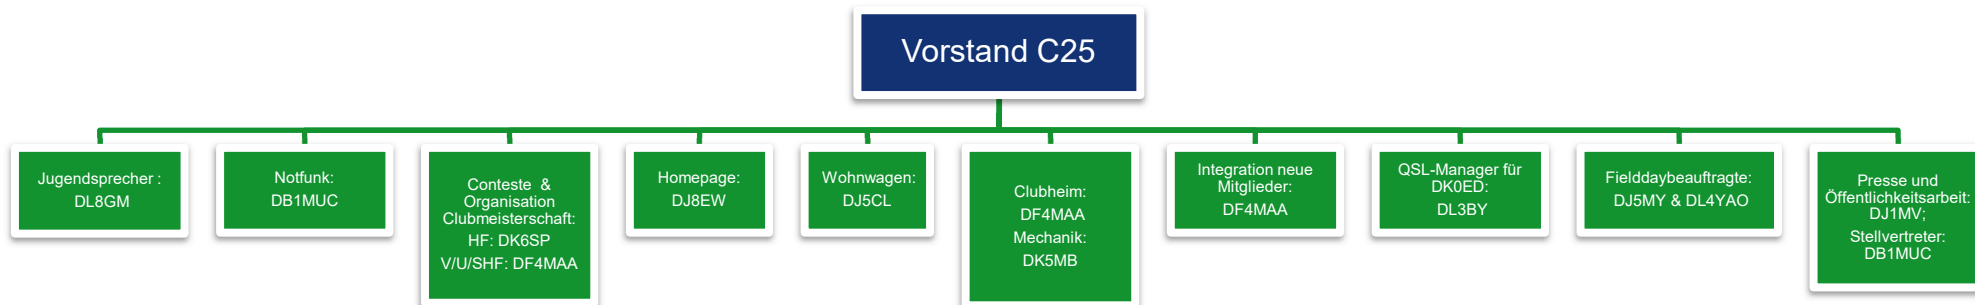 Vorstand C25
Jugendsprecher :
DL8GM
Notfunk:
DB1MUC
Conteste & 
Organisation
Clubmeisterschaft:
HF: DK6SP
V/U/SHF: DF4MAA
Homepage:
DJ8EW
Wohnwagen:
DJ5CL
Clubheim:
DF4MAA
Mechanik:
DK5MB
Integration neue
Mitglieder:
DF4MAA
QSL-Manager für
DK0ED:
DL3BY
Fielddaybeauftragte:
DJ5MY & DL4YAO
Presse und
Öffentlichkeitsarbeit:
DJ1MV;
Stellvertreter:
DB1MUC